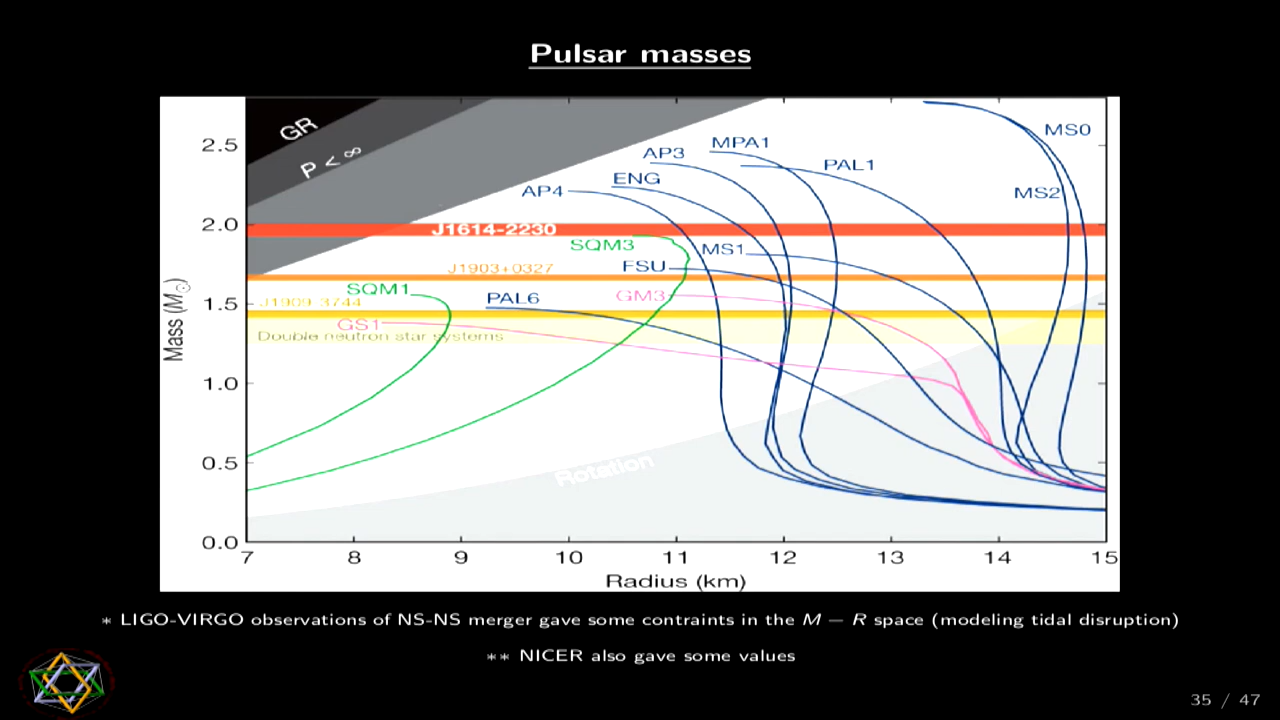 Pulsar masses
GR
P < ∞
MS0
MPA1
AP3
PAL1
ENG
AP4
MS2
J1614-2230
SQM3
MS1
FSU
J1903+0327
SQM1
GM3
PAL6
J1909-3744
GS1
Double neutron star systems
Rotation
2.5
2.0
1.5
1.0
0.5
0.0
Mass (M☉)
7 8 9 10 11 12 13 14 15
Radius (km)
* LIGO-VIRGO observations of NS-NS merger gave some contraints in the M − R space (modeling tidal disruption)
** NICER also gave some values
35 / 47